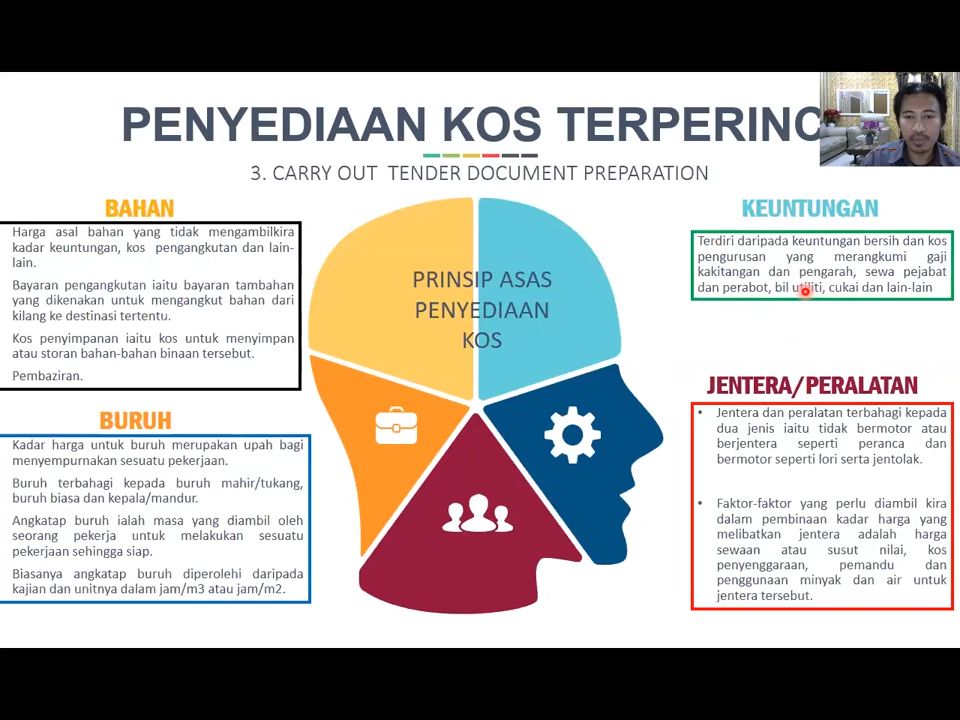 PENYEDIAAN KOS TERPERINC
3. CARRY OUT TENDER DOCUMENT PREPARATION
BAHAN
Harga asal bahan yang tidak mengambilkira
kadar keuntungan, kos pengangkutan dan lain-
lain.
Bayaran pengangkutan iaitu bayaran tambahan
yang dikenakan untuk mengangkut bahan dari
kilang ke destinasi tertentu.
Kos penyimpanan iaitu kos untuk menyimpan
atau storan bahan-bahan binaan tersebut.
Pembaziran.
BURUH
Kadar harga untuk buruh merupakan upah bagi
menyempurnakan sesuatu pekerjaan.
Buruh terbahagi kepada buruh mahir/tukang,
buruh biasa dan kepala/mandur.
Angkatap buruh ialah masa yang diambil oleh
seorang pekerja untuk melakukan sesuatu
pekerjaan sehingga siap.
Biasanya angkatap buruh diperolehi daripada
kajian dan unitnya dalam jam/m3 atau jam/m2.
PRINSIP ASAS
PENYEDIAAN
KOS
KEUNTUNGAN
Terdiri daripada keuntungan bersih dan kos
pengurusan yang merangkumi gaji
kakitangan dan pengarah, sewa pejabat
dan perabot, bil utiliti, cukai dan lain-lain
JENTERA/PERALATAN
• Jentera dan peralatan terbahagi kepada
dua jenis iaitu tidak bermotor atau
berjentera seperti peranca dan
bermotor seperti lori serta jentolak.
• Faktor-faktor yang perlu diambil kira
dalam pembinaan kadar harga yang
melibatkan jentera adalah harga
sewaan atau susut nilai, kos
penyenggaraan, pemandu dan
penggunaan minyak dan air untuk
jentera tersebut.